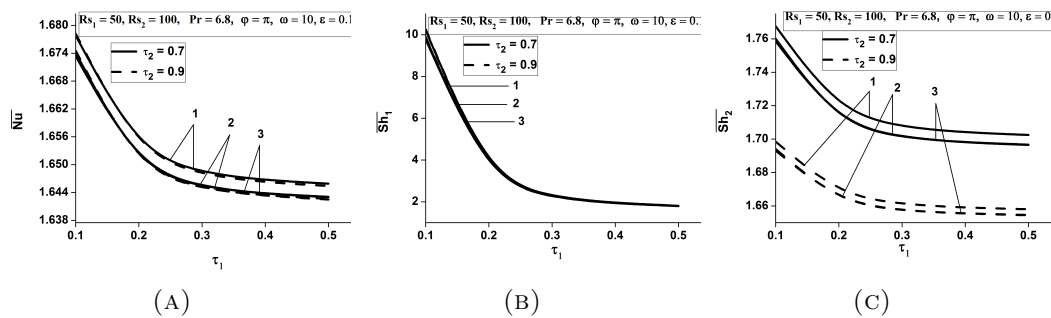 Rs₁ = 50, Rs₂ = 100, Pr = 6.8, φ = π, ω = 10, ε = 0.1
τ₂ = 0.7
τ₂ = 0.9
1 2 3
Nu
1.680
1.674
1.668
1.662
1.656
1.650
1.644
1.638
0.1 0.2 0.3 0.4 0.5
τ₁
(A)
Rs₁ = 50, Rs₂ = 100, Pr = 6.8, φ = π, ω = 10, ε = 0.
τ₂ = 0.7
τ₂ = 0.9
1
2
3
Sh₁
10
8
6
4
2
0.1 0.2 0.3 0.4 0.5
τ₁
(B)
Rs₁ = 50, Rs₂ = 100, Pr = 6.8, φ = π, ω = 10, ε = 0.
τ₂ = 0.7
τ₂ = 0.9
1 2 3
Sh₂
1.76
1.74
1.72
1.70
1.68
1.66
0.1 0.2 0.3 0.4 0.5
τ₁
(C)